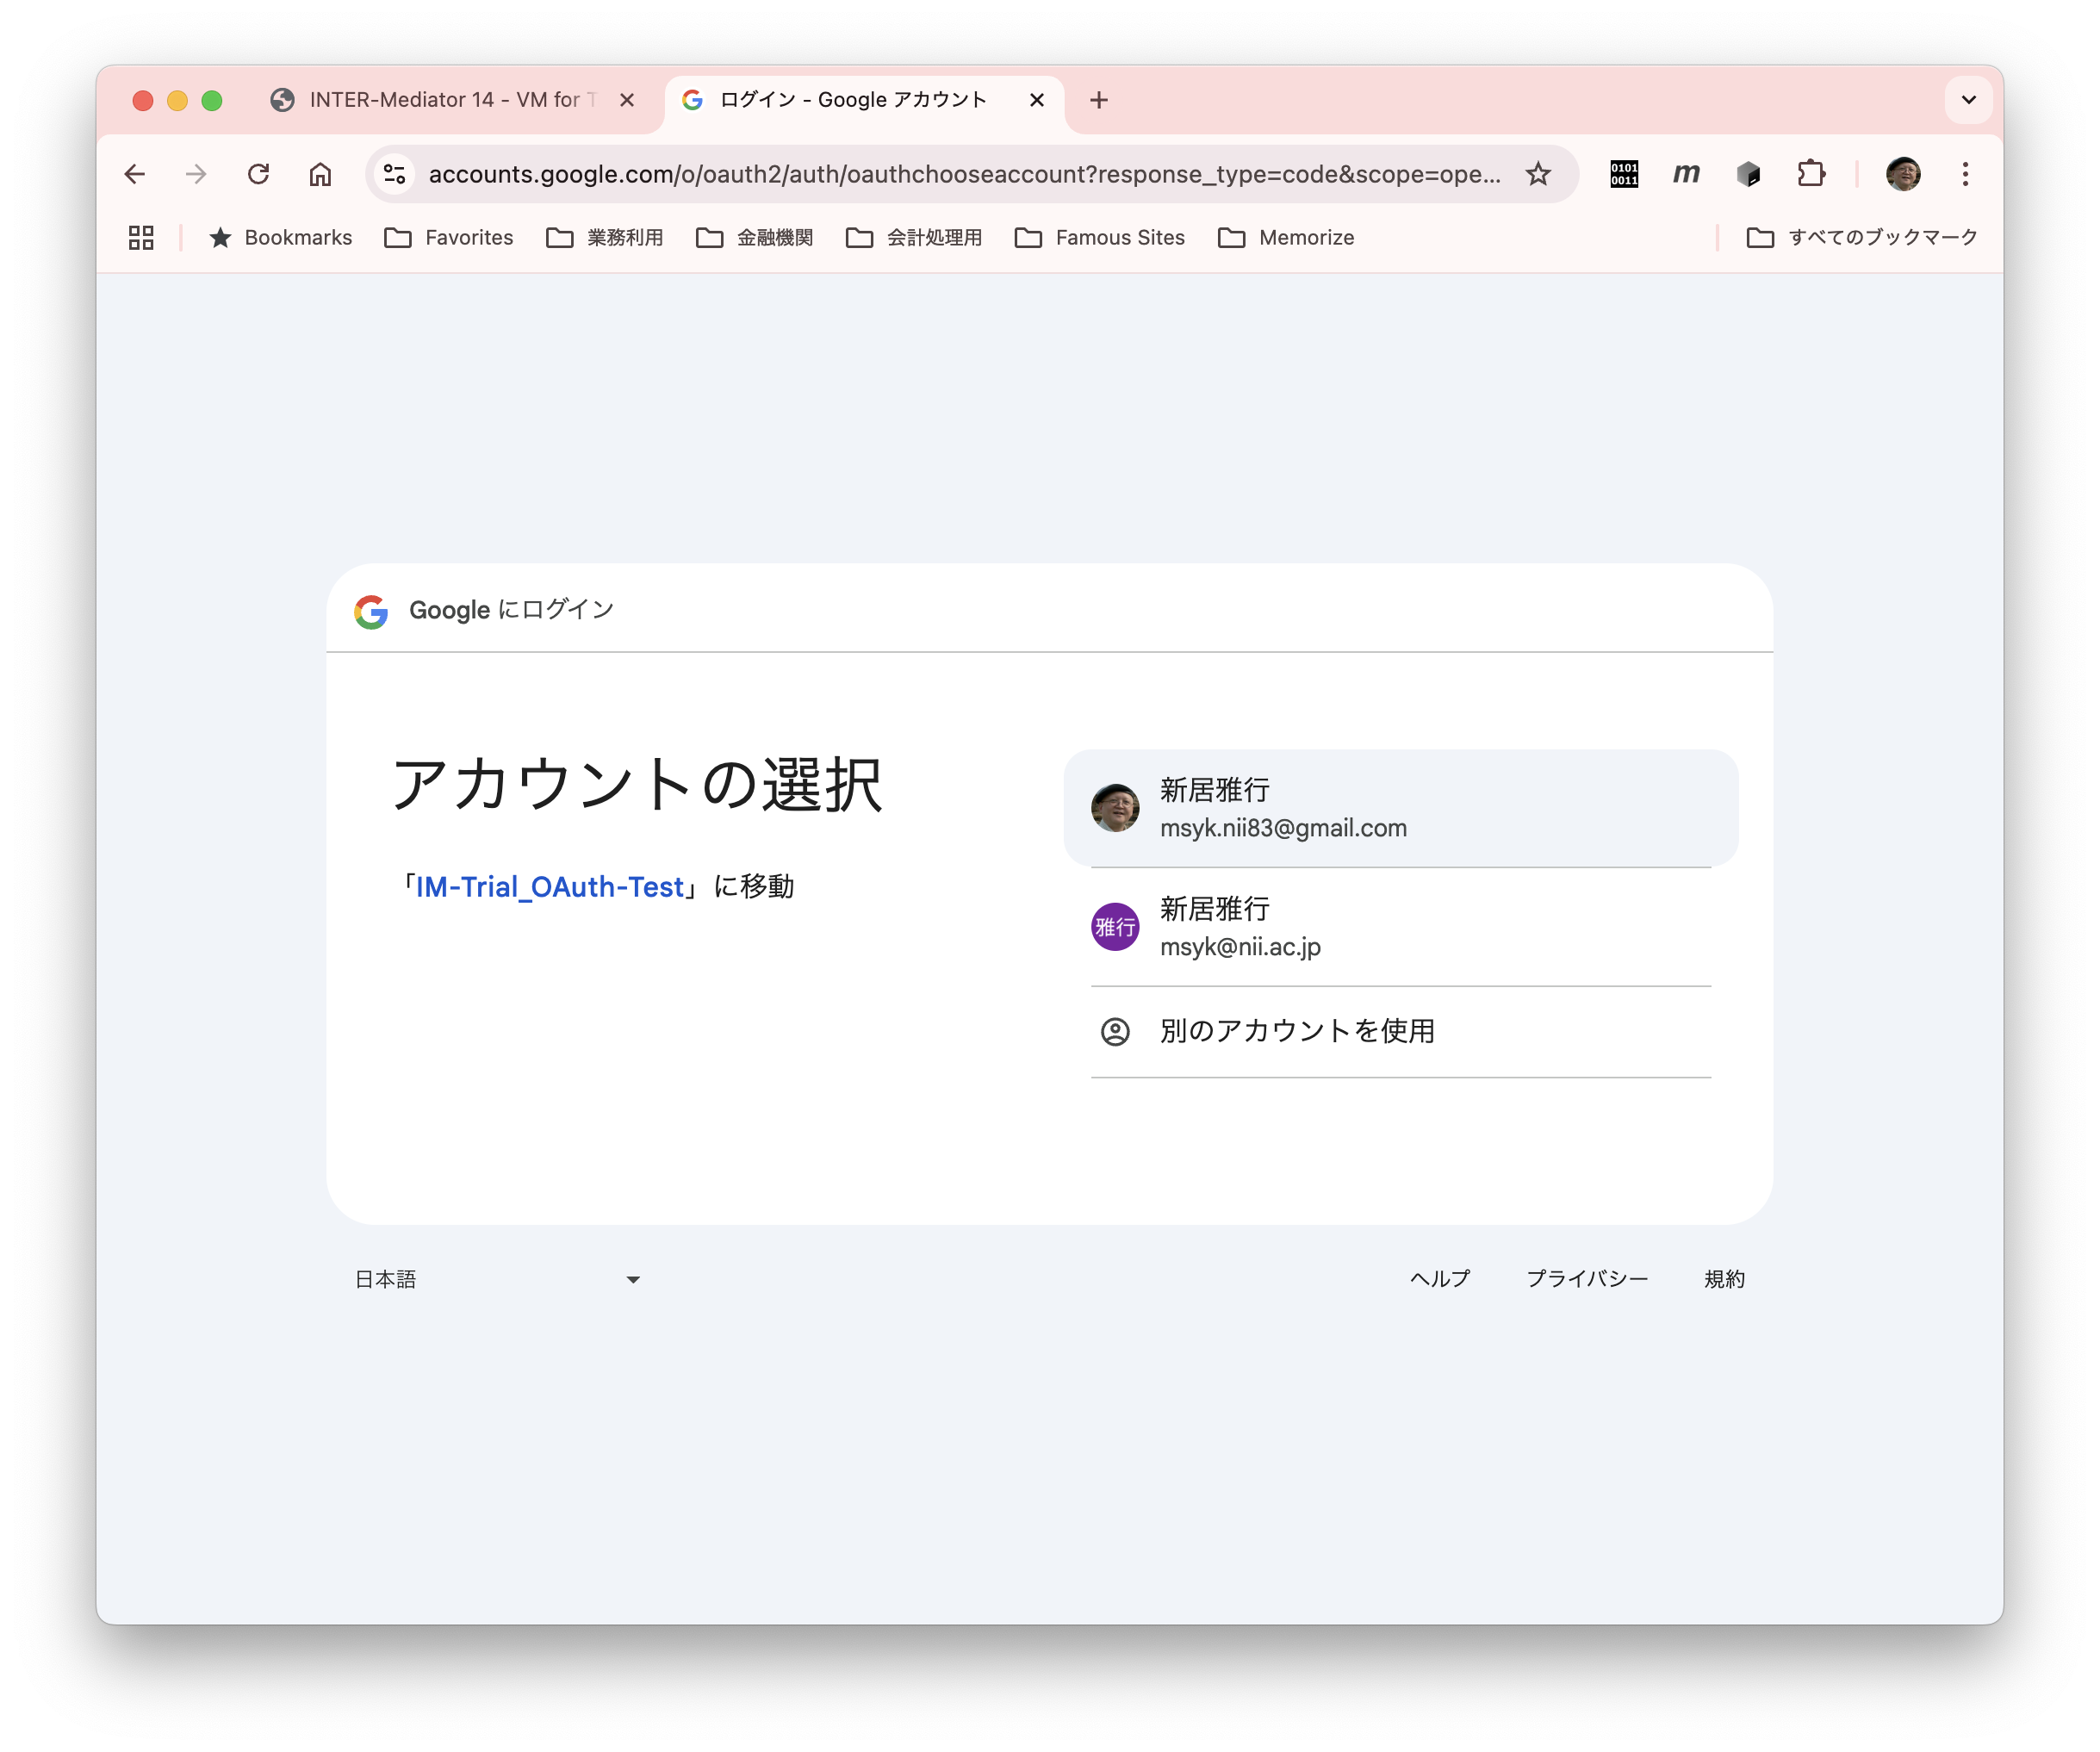 INTER-Mediator 14 - VM for T
ログイン - Google アカウント
accounts.google.com/o/oauth2/auth/oauthchooseaccount?response_type=code&scope=ope...
0101
0011
m
Bookmarks
Favorites
業務利用
金融機関
会計処理用
Famous Sites
Memorize
すべてのブックマーク
Google にログイン
アカウントの選択
「IM-Trial_OAuth-Test」に移動
新居雅行
msyk.nii83@gmail.com
雅行
新居雅行
msyk@nii.ac.jp
別のアカウントを使用
日本語
ヘルプ
プライバシー
規約